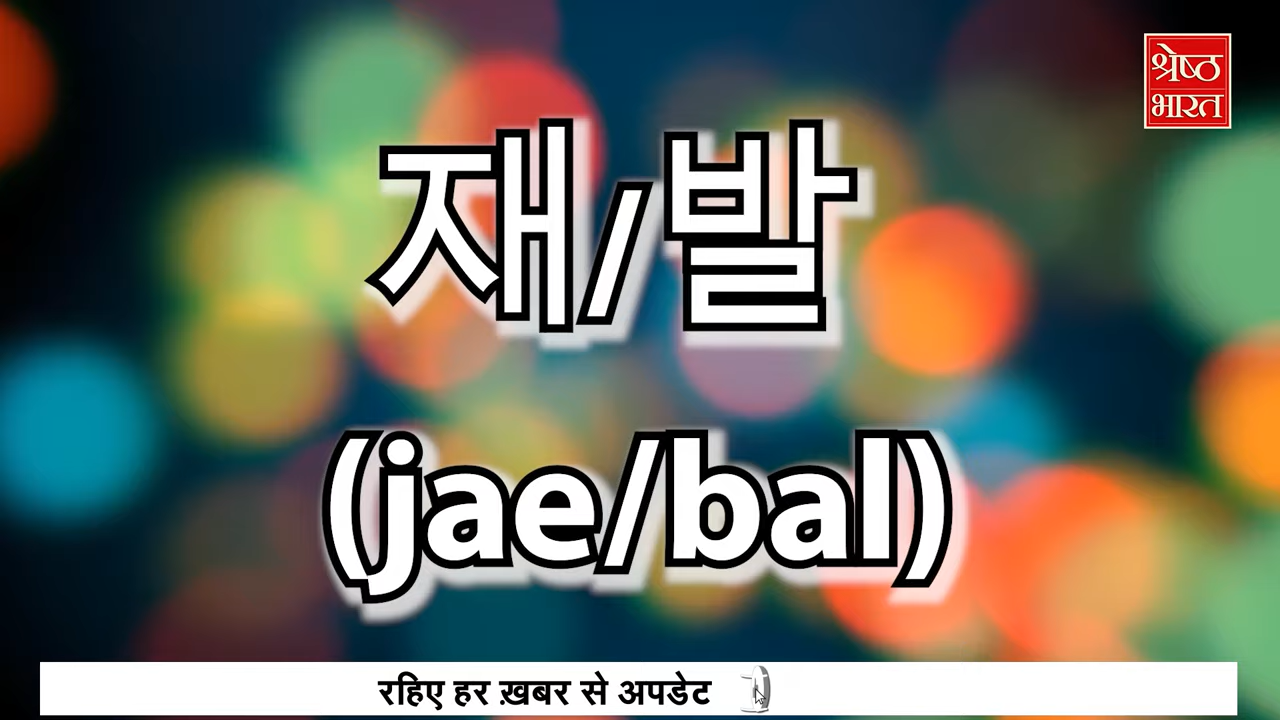 श्रेष्ठ
भारत
재/발
(jae/bal)
रहिए हर ख़बर से अपडेट